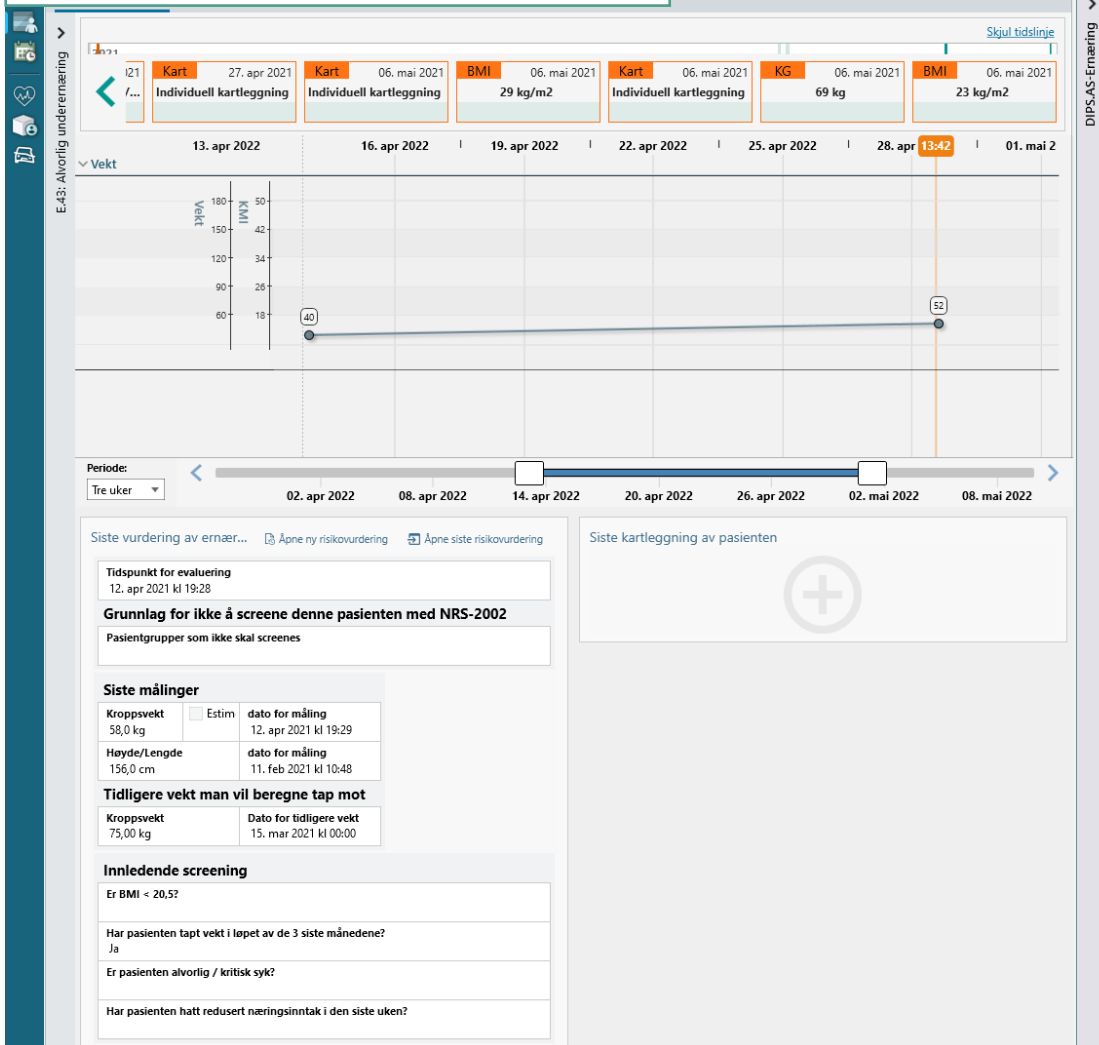 Skjul tidslinje
2021
021
/...
Kart 27. apr 2021
Individuell kartleggning
Kart 06. mai 2021
Individuell kartleggning
BMI 06. mai 2021
29 kg/m2
Kart 06. mai 2021
Individuell kartleggning
KG 06. mai 2021
69 kg
BMI 06. mai 2021
23 kg/m2
E.43: Alvorlig underernæring
DIPS.AS-Ernæring
13. apr 2022 16. apr 2022 19. apr 2022 22. apr 2022 25. apr 2022 28. apr 13:42 01. mai 2
Vekt
Vekt KMI
180 50
150 42
120 34
90 26
60 18
40
52
Periode:
Tre uker
02. apr 2022 08. apr 2022 14. apr 2022 20. apr 2022 26. apr 2022 02. mai 2022 08. mai 2022
Siste vurdering av ernær... Åpne ny risikovurdering Åpne siste risikovurdering
Tidspunkt for evaluering
12. apr 2021 kl 19:28
Grunnlag for ikke å screene denne pasienten med NRS-2002
Pasientgrupper som ikke skal screenes
Siste målinger
Kroppsvekt Estim dato for måling
58,0 kg 12. apr 2021 kl 19:29
Høyde/Lengde dato for måling
156,0 cm 11. feb 2021 kl 10:48
Tidligere vekt man vil beregne tap mot
Kroppsvekt Dato for tidligere vekt
75,00 kg 15. mar 2021 kl 00:00
Innledende screening
Er BMI < 20,5?
Har pasienten tapt vekt i løpet av de 3 siste månedene?
Ja
Er pasienten alvorlig / kritisk syk?
Har pasienten hatt redusert næringsinntak i den siste uken?
Siste kartleggning av pasienten